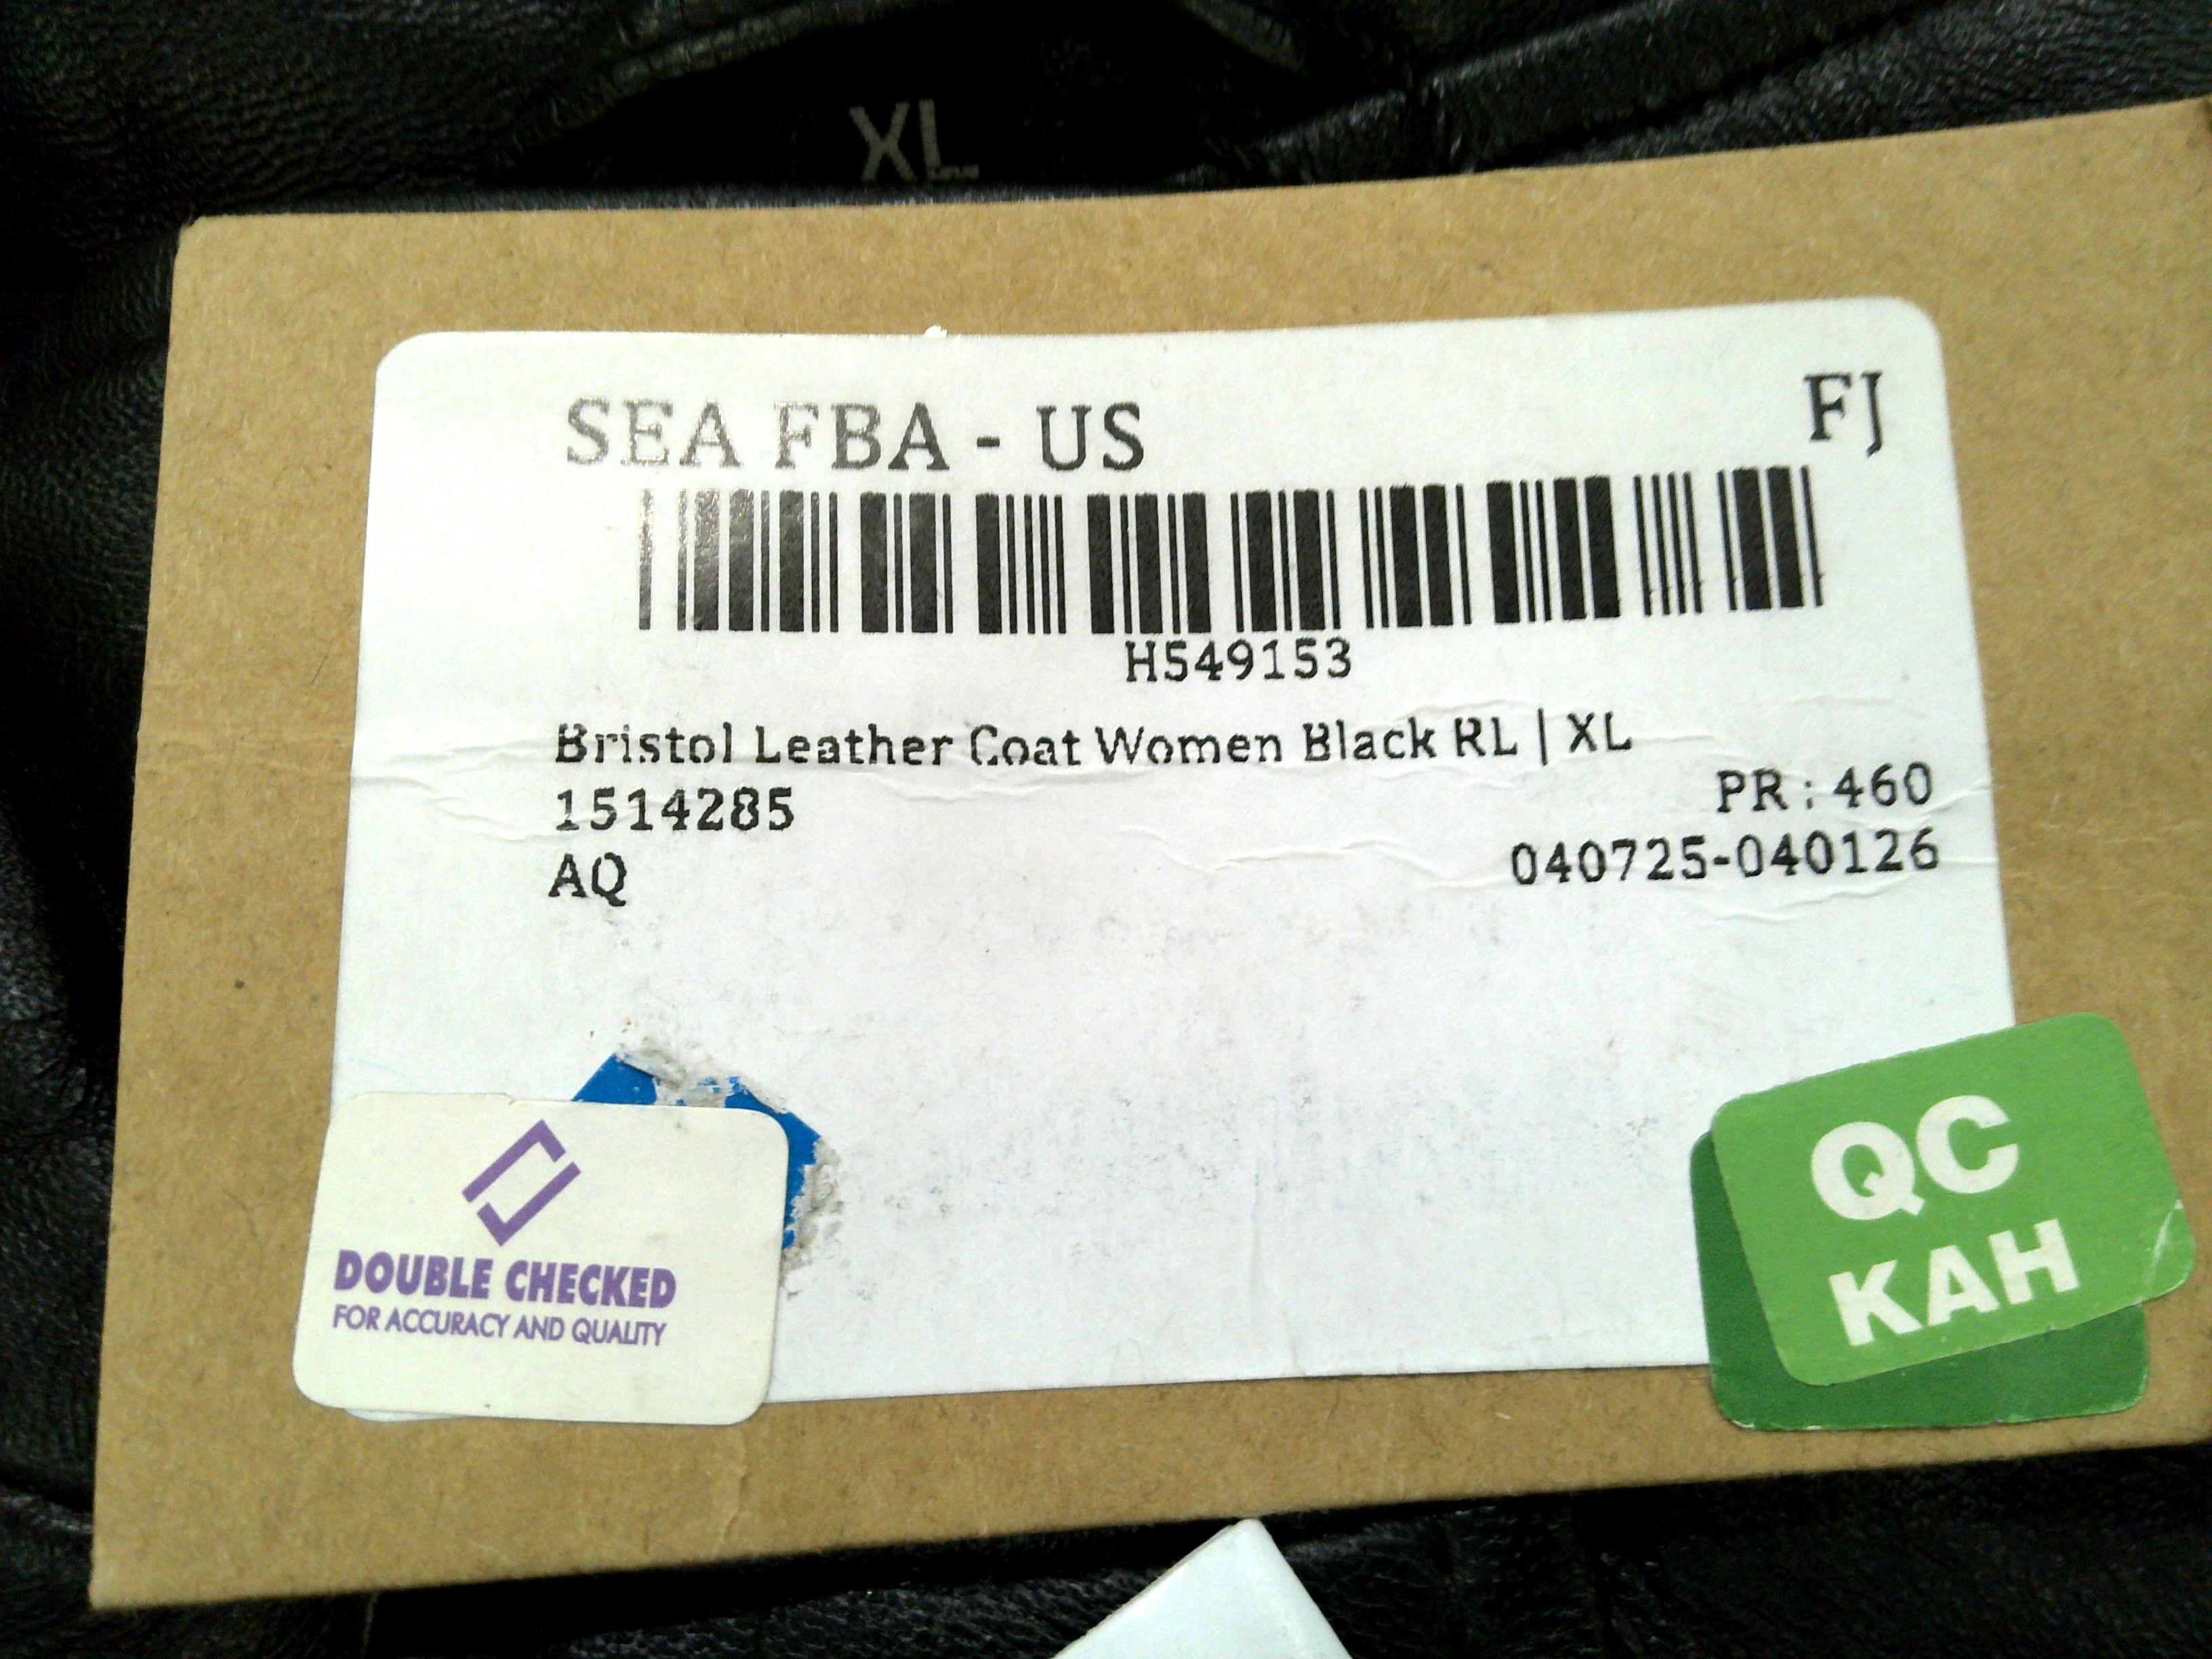 XL
SEA FBA - US
FJ
H549153
Bristol Leather Coat Women Black RL | XL
1514285
PR : 460
AQ
040725-040126
DOUBLE CHECKED
FOR ACCURACY AND QUALITY
QC
KAH